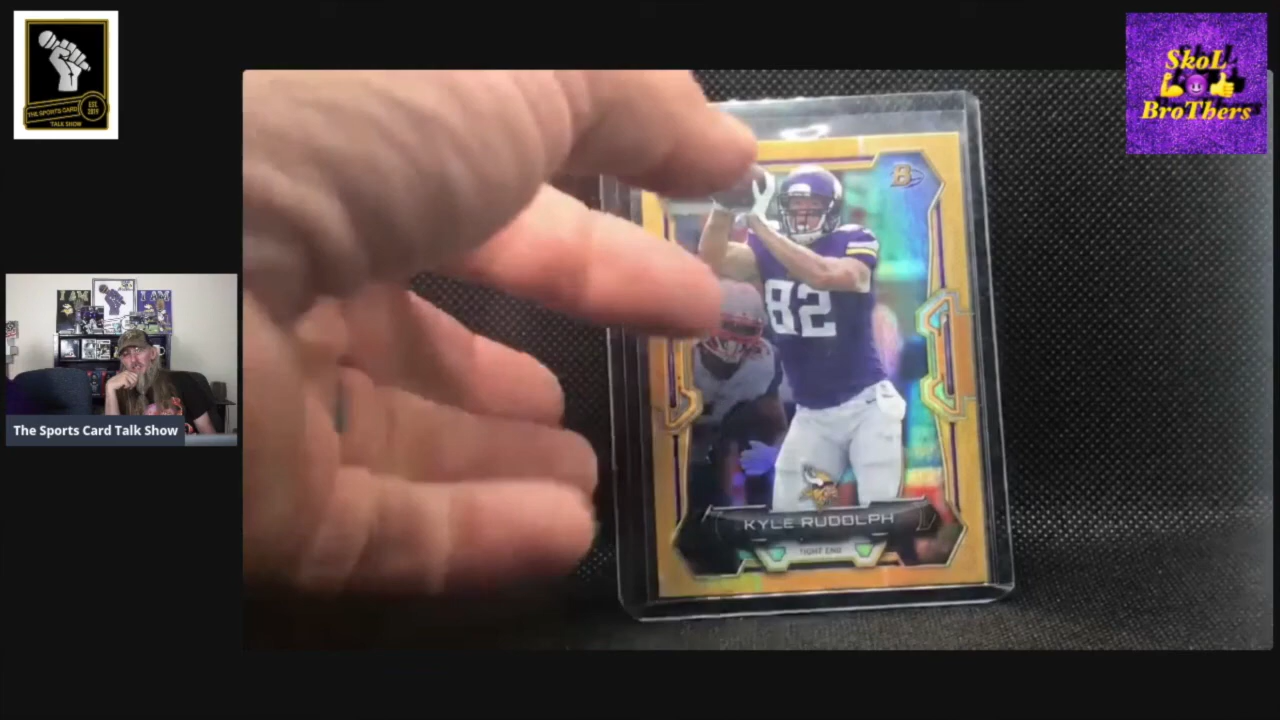 THE SPORTS CARD
TALK SHOW
EST.
2019
SkoL
BroThers
B
82
KYLE RUDOLPH
TIGHT END
The Sports Card Talk Show